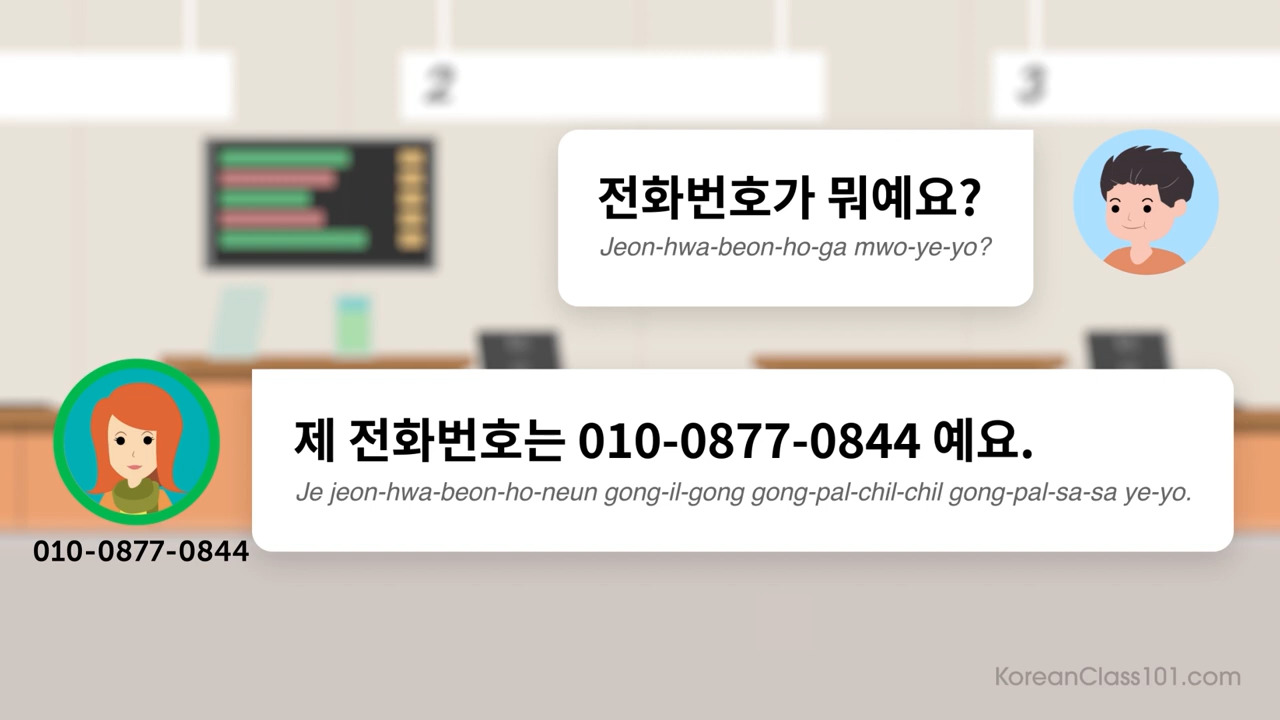 2
3
전화번호가 뭐예요?
Jeon-hwa-beon-ho-ga mwo-ye-yo?
제 전화번호는 010-0877-0844 예요.
Je jeon-hwa-beon-ho-neun gong-il-gong gong-pal-chil-chil gong-pal-sa-sa ye-yo.
010-0877-0844
KoreanClass101.com